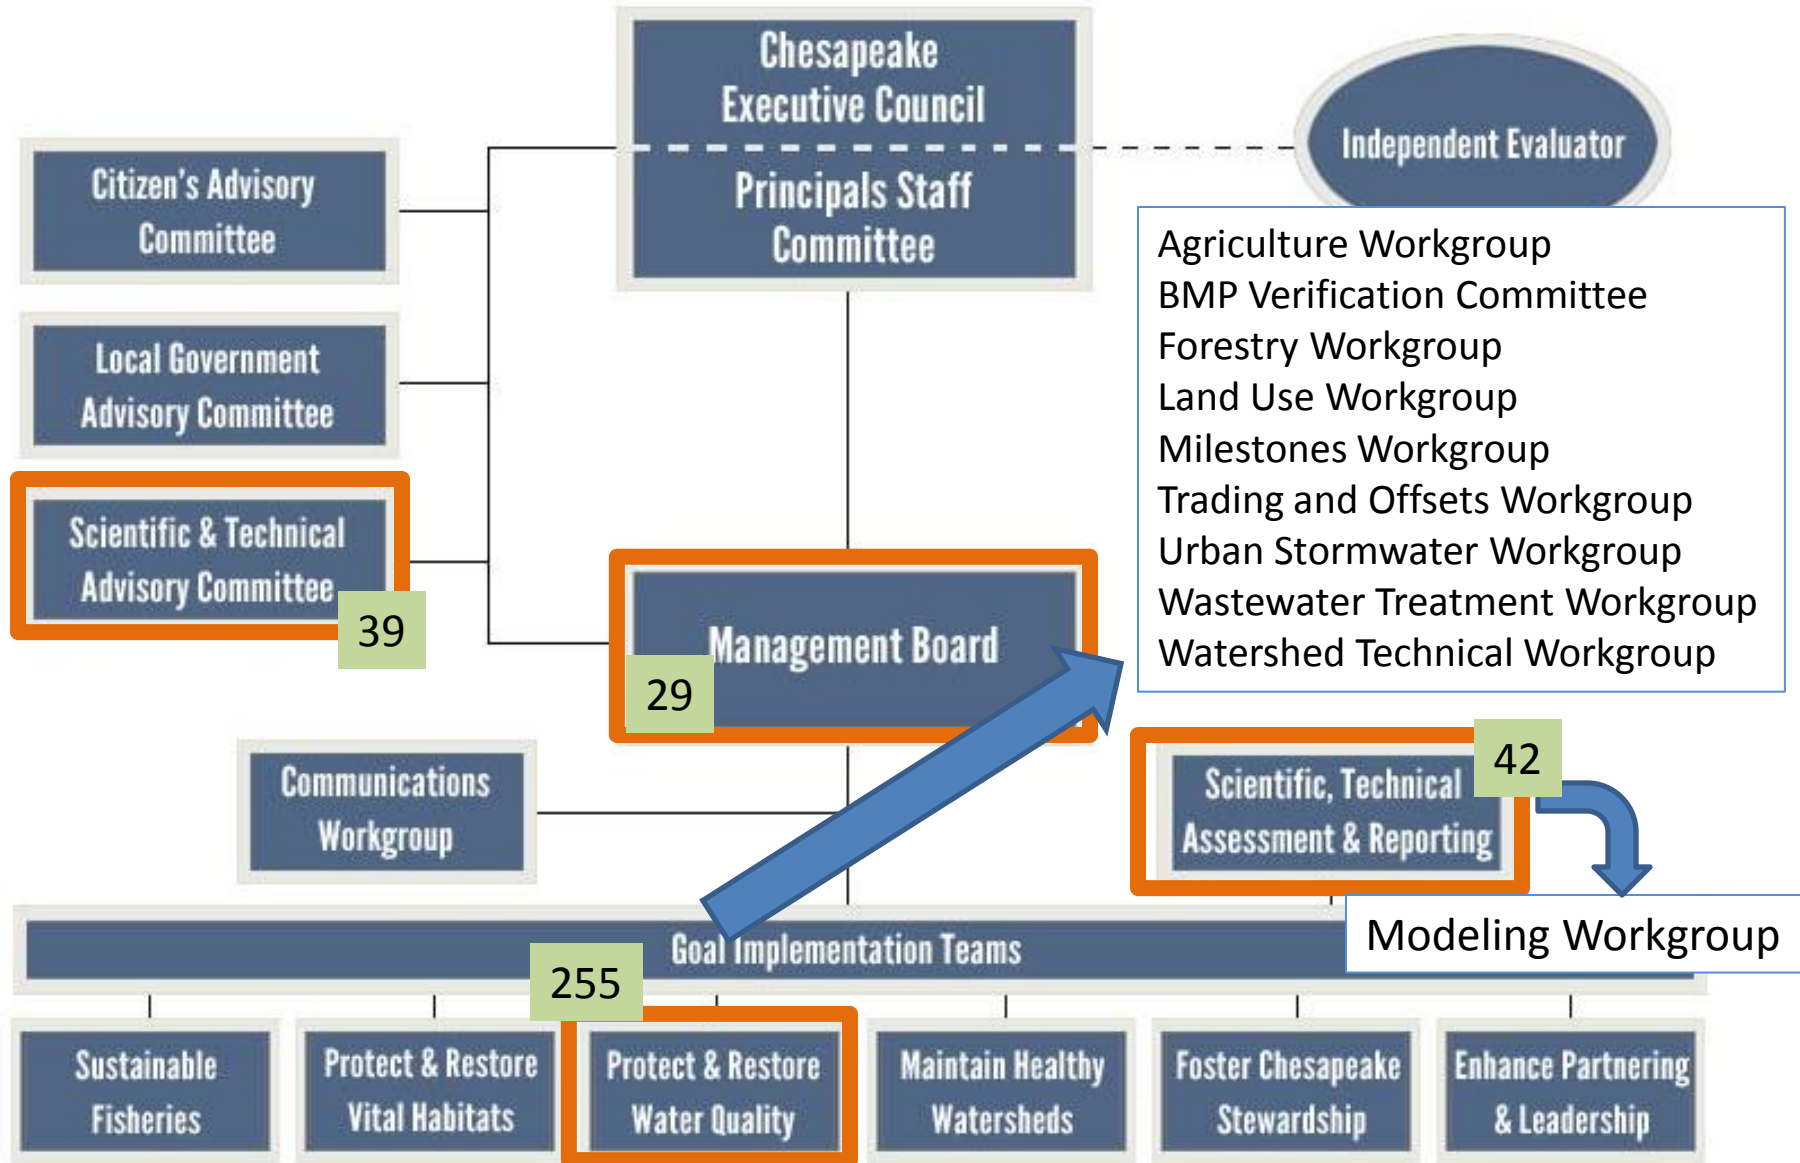 Chesapeake
Executive Council
Principals Staff
Committee
Independent Evaluator
Citizen's Advisory
Committee
Local Government
Advisory Committee
Scientific & Technical
Advisory Committee
39
Agriculture Workgroup
BMP Verification Committee
Forestry Workgroup
Land Use Workgroup
Milestones Workgroup
Trading and Offsets Workgroup
Urban Stormwater Workgroup
Wastewater Treatment Workgroup
Watershed Technical Workgroup
Management Board
29
Communications
Workgroup
Scientific, Technical
Assessment & Reporting
42
Modeling Workgroup
Goal Implementation Teams
255
Sustainable
Fisheries
Protect & Restore
Vital Habitats
Protect & Restore
Water Quality
Maintain Healthy
Watersheds
Foster Chesapeake
Stewardship
Enhance Partnering
& Leadership